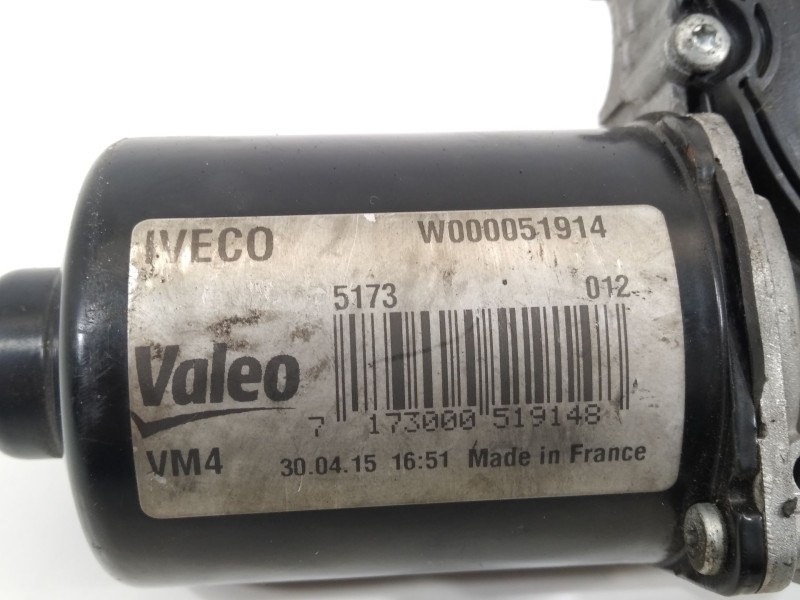 IVECO W000051914
5173 012
Valeo
7 173000 519148
VM4 30.04.15 16:51 Made in France